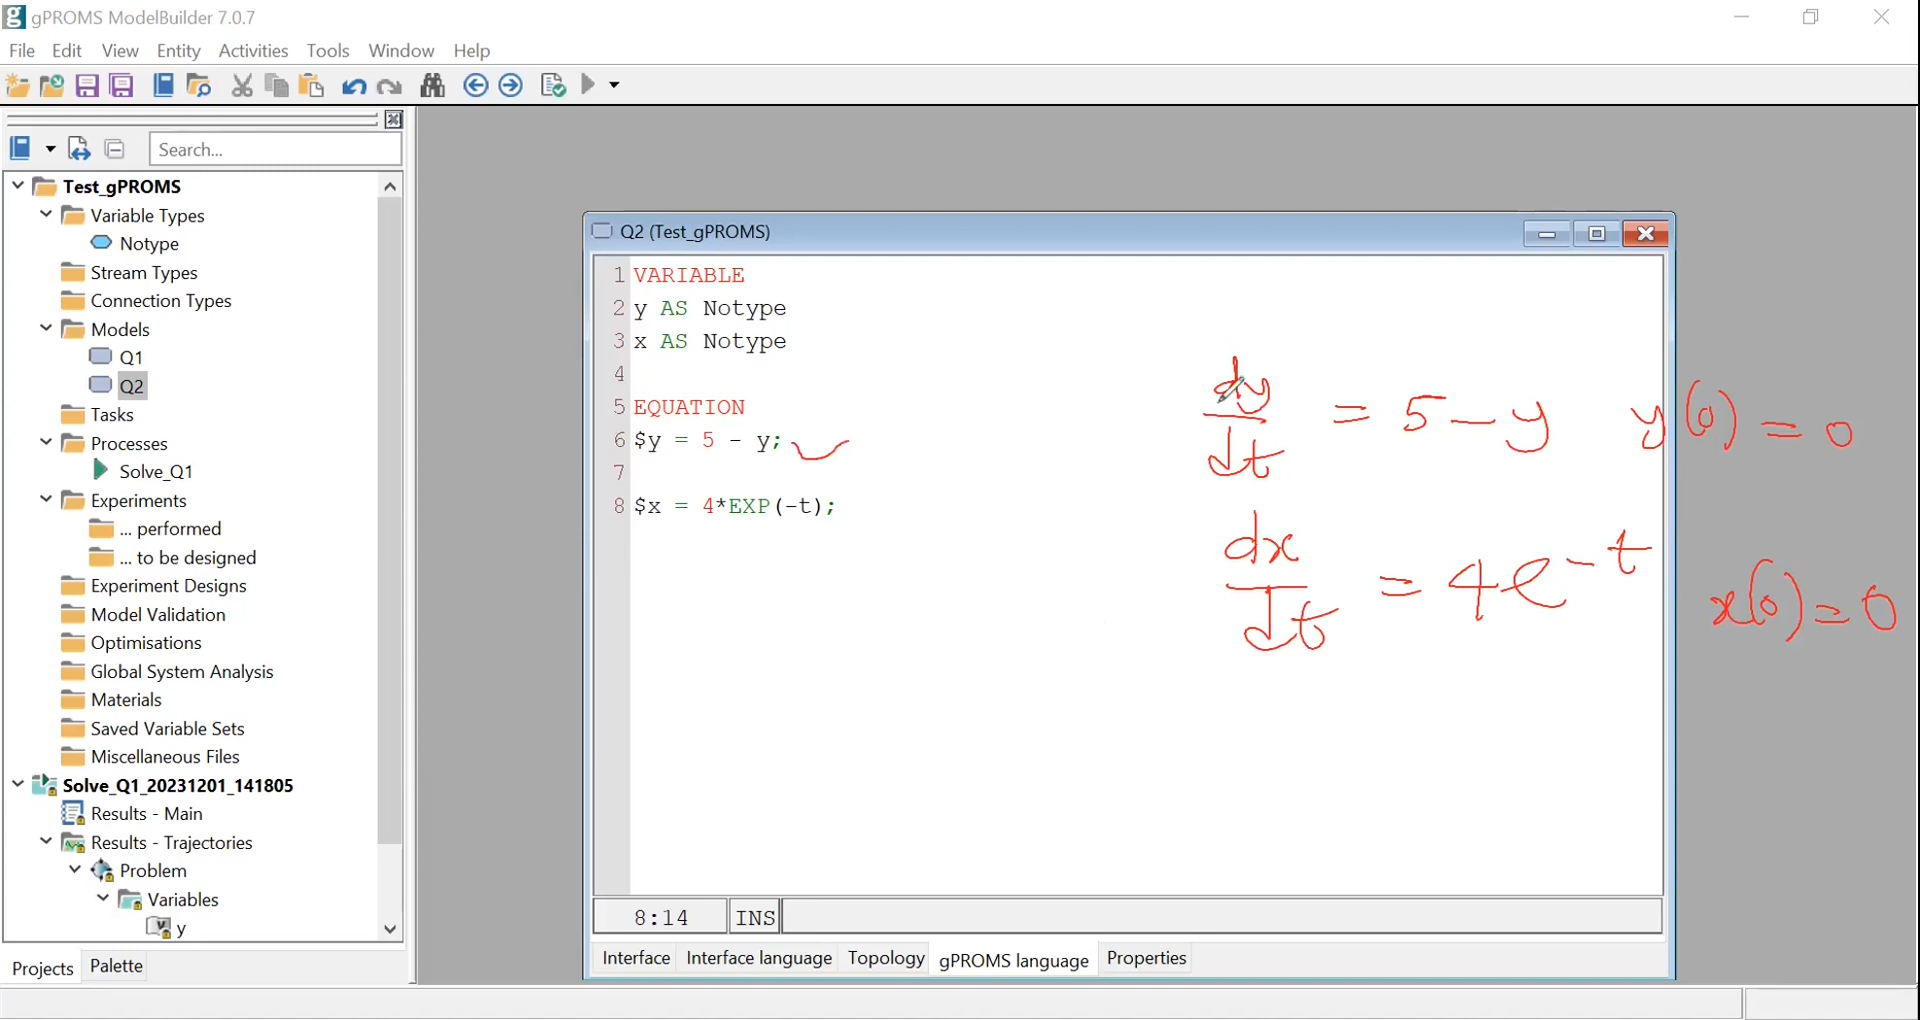 gPROMS ModelBuilder 7.0.7
File Edit View Entity Activities Tools Window Help
Search...
Test_gPROMS
Variable Types
Notype
Stream Types
Connection Types
Models
Q1
Q2
Tasks
Processes
Solve_Q1
Experiments
... performed
... to be designed
Experiment Designs
Model Validation
Optimisations
Global System Analysis
Materials
Saved Variable Sets
Miscellaneous Files
Solve_Q1_20231201_141805
Results - Main
Results - Trajectories
Problem
Variables
y
Projects Palette
Q2 (Test_gPROMS)
1 VARIABLE
2 y AS Notype
3 x AS Notype
4
5 EQUATION
6 $y = 5 - y;
7
8 $x = 4*EXP(-t);
dy/dt = 5 - y y(0) = 0
dx/dt = 4e^-t x(0) = 0
8:14 INS
Interface Interface language Topology gPROMS language Properties